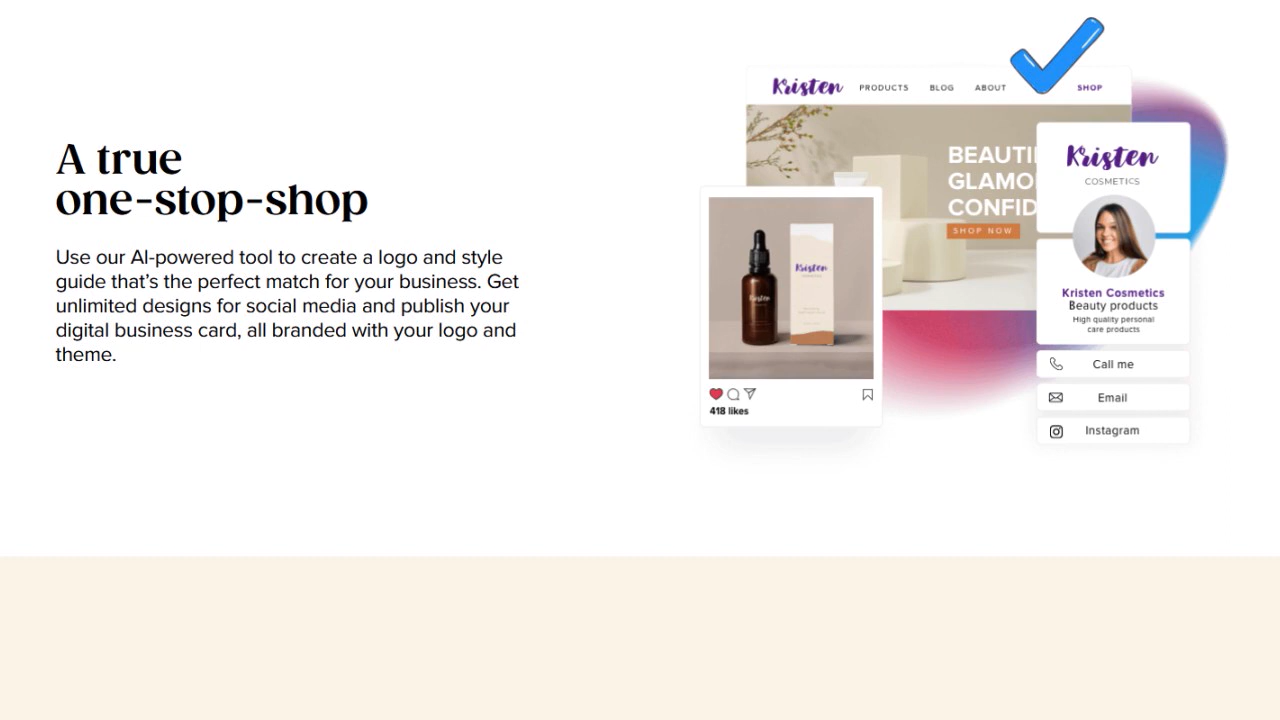 A true
one-stop-shop
Use our AI-powered tool to create a logo and style
guide that’s the perfect match for your business. Get
unlimited designs for social media and publish your
digital business card, all branded with your logo and
theme.
Kristen PRODUCTS BLOG ABOUT SHOP
BEAUTI
GLAMO
CONFID
SHOP NOW
Kristen
Kristen
418 likes
Kristen
COSMETICS
Kristen Cosmetics
Beauty products
High quality personal
care products
Call me
Email
Instagram